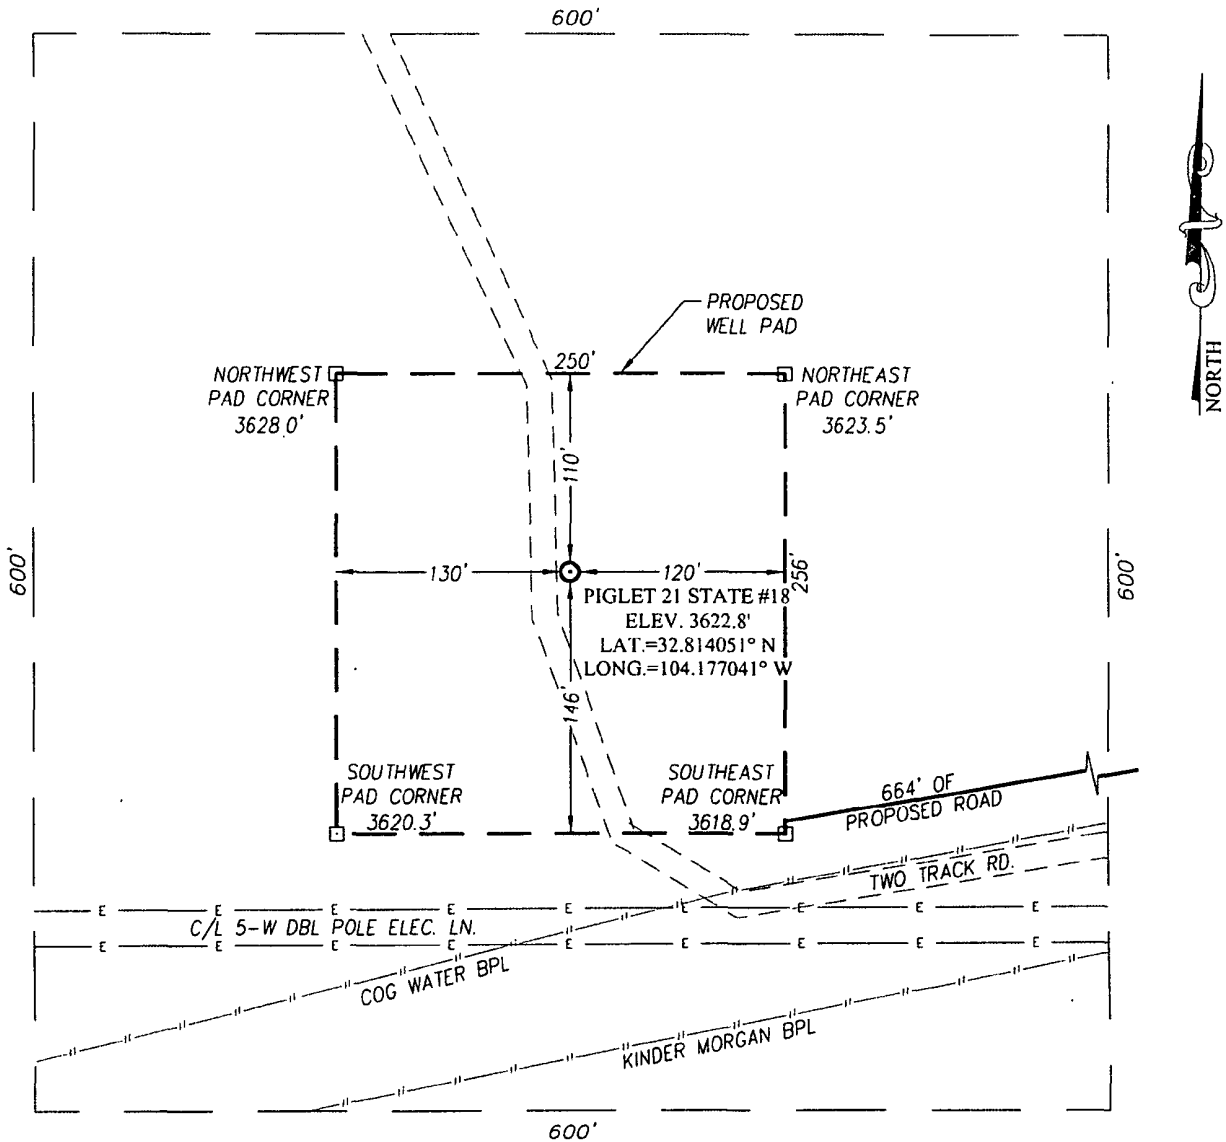 600'
PROPOSED
WELL PAD
250'
NORTHWEST
PAD CORNER
3628.0'
NORTHEAST
PAD CORNER
3623.5'
NORTH
110'
600'
130'
120'
256'
600'
PIGLET 21 STATE #18
ELEV. 3622.8'
LAT.=32.814051° N
LONG.=104.177041° W
146'
SOUTHWEST
PAD CORNER
3620.3'
SOUTHEAST
PAD CORNER
3618.9'
664' OF
PROPOSED ROAD
TWO TRACK RD.
E E E E E E E E E
C/L 5-W DBL POLE ELEC. LN.
E E E E E E E E E
COG WATER BPL
KINDER MORGAN BPL
600'